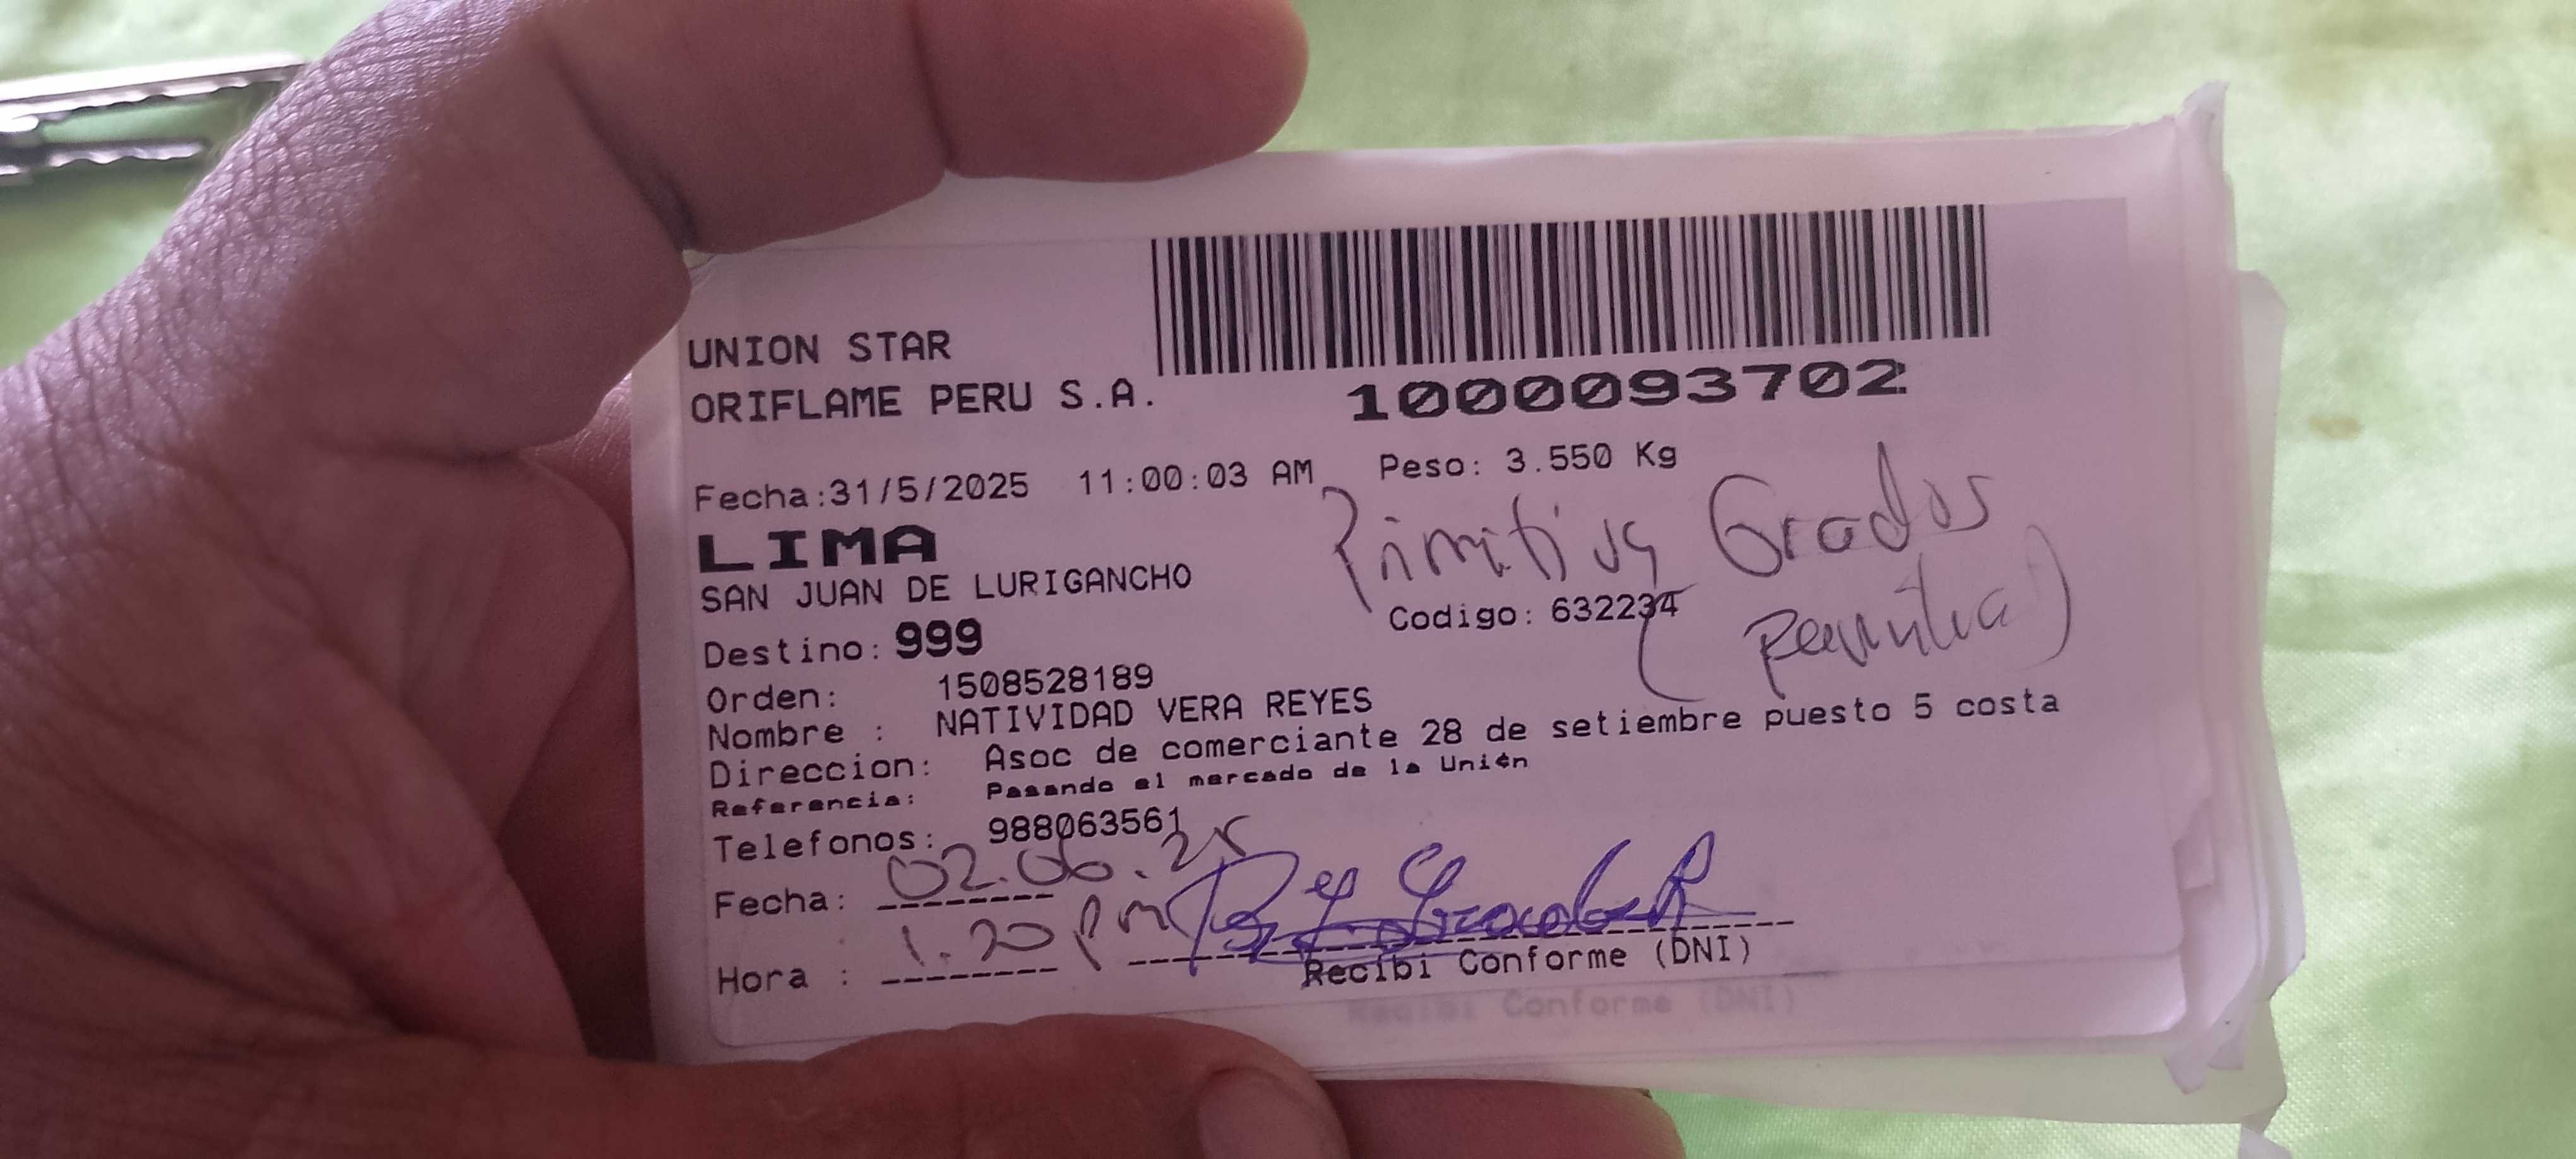 UNION STAR
ORIFLAME PERU S.A.
1000093702
Fecha:31/5/2025 11:00:03 AM Peso: 3.550 Kg
LIMA
Primitiva Grados
SAN JUAN DE LURIGANCHO
Codigo: 632234
Destino: 999
Orden: 1508528189
Nombre : NATIVIDAD VERA REYES
Direccion: Asoc de comerciante 28 de setiembre puesto 5 costa
Referencia: Pasando el mercado de la Uni¢n
Telefonos: 988063561
Fecha: 02.06.25
Hora : 1.20 pm
Recibi Conforme (DNI)
Recibi Conforme (DNI)